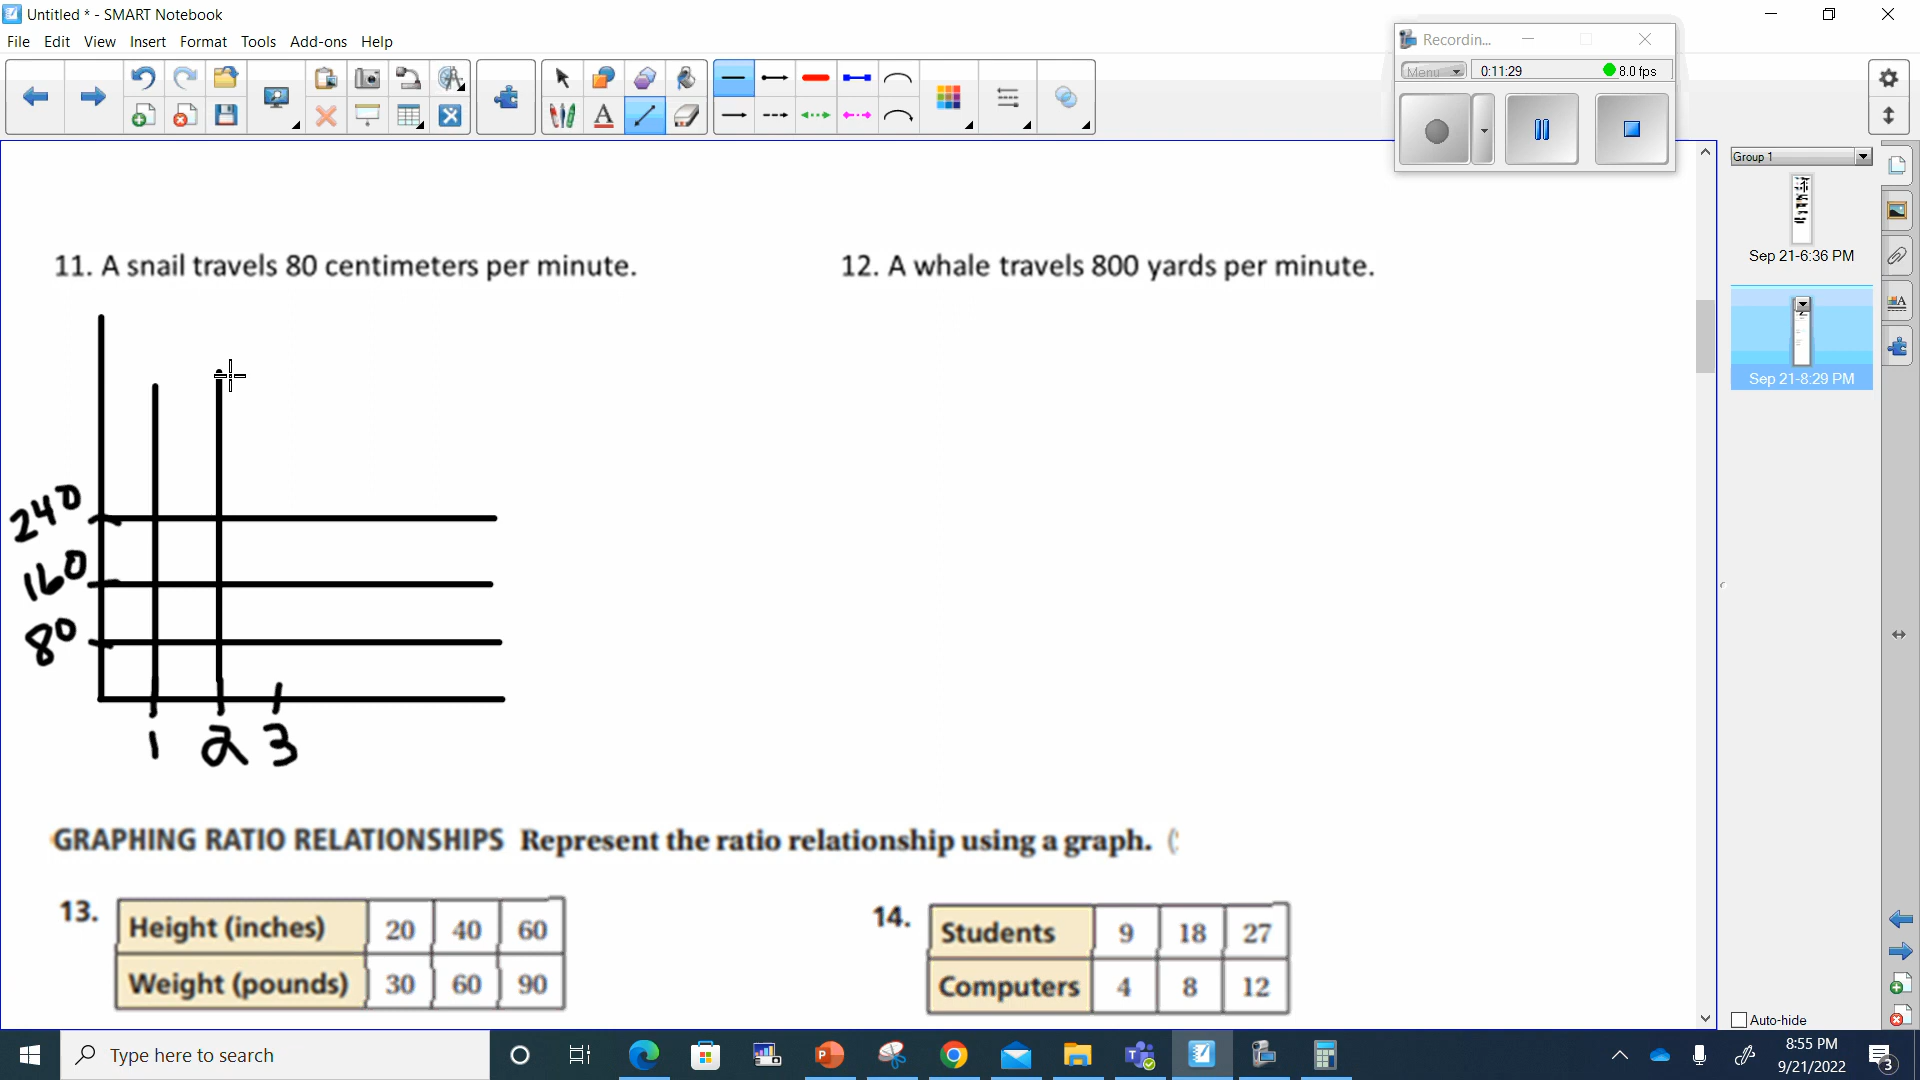 Untitled * - SMART Notebook
File Edit View Insert Format Tools Add-ons Help
Recordin...
Menu 0:11:29 8.0 fps
Group 1
Sep 21-6:36 PM
Sep 21-8:29 PM
11. A snail travels 80 centimeters per minute.
12. A whale travels 800 yards per minute.
240
160
80
1 2 3
GRAPHING RATIO RELATIONSHIPS Represent the ratio relationship using a graph. (
13.
Height (inches) 20 40 60
Weight (pounds) 30 60 90
14.
Students 9 18 27
Computers 4 8 12
Auto-hide
Type here to search
8:55 PM
9/21/2022
3